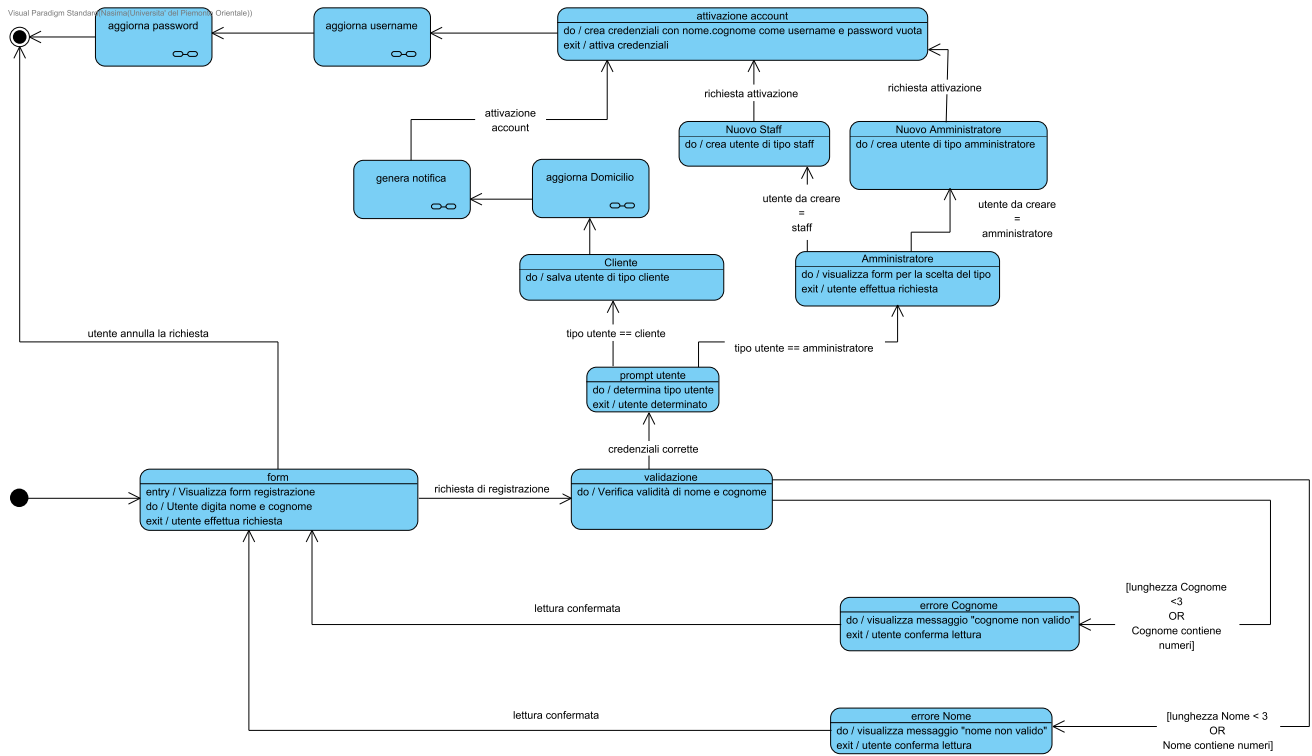 Visual Paradigm Standard(Nasima(Universita' del Piemonte Orientale))
aggiorna password
aggiorna username
attivazione account
do / crea credenziali con nome.cognome come username e password vuota
exit / attiva credenziali
richiesta attivazione
richiesta attivazione
attivazione
account
Nuovo Staff
do / crea utente di tipo staff
Nuovo Amministratore
do / crea utente di tipo amministratore
genera notifica
aggiorna Domicilio
utente da creare
=
staff
utente da creare
=
amministratore
Cliente
do / salva utente di tipo cliente
Amministratore
do / visualizza form per la scelta del tipo
exit / utente effettua richiesta
utente annulla la richiesta
tipo utente == cliente
tipo utente == amministratore
prompt utente
do / determina tipo utente
exit / utente determinato
credenziali corrette
form
entry / Visualizza form registrazione
do / Utente digita nome e cognome
exit / utente effettua richiesta
richiesta di registrazione
validazione
do / Verifica validità di nome e cognome
lettura confermata
errore Cognome
do / visualizza messaggio "cognome non valido"
exit / utente conferma lettura
[lunghezza Cognome
<3
OR
Cognome contiene
numeri]
lettura confermata
errore Nome
do / visualizza messaggio "nome non valido"
exit / utente conferma lettura
[lunghezza Nome < 3
OR
Nome contiene numeri]